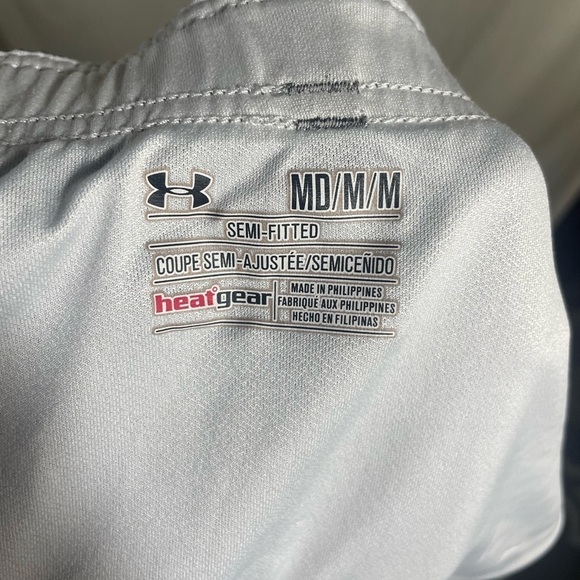 MD/M/M
SEMI-FITTED
COUPE SEMI-AJUSTÉE/SEMICEÑIDO
heatgear
MADE IN PHILIPPINES
FABRIQUÉ AUX PHILIPPINES
HECHO EN FILIPINAS